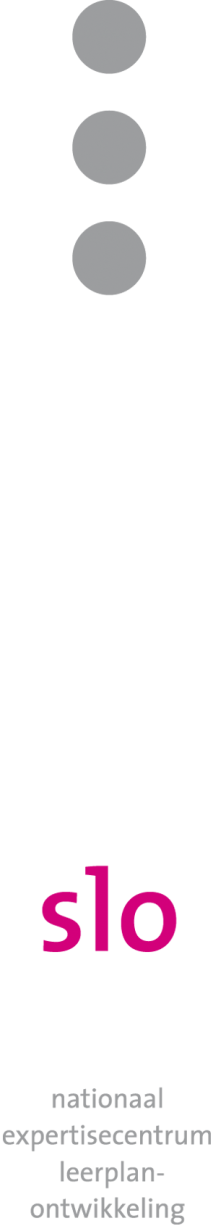 slo
nationaal
expertisecentrum
leerplan-
ontwikkeling